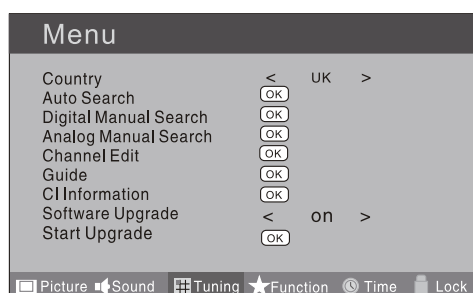 Menu
Country < UK >
Auto Search OK
Digital Manual Search OK
Analog Manual Search OK
Channel Edit OK
Guide OK
CI Information OK
Software Upgrade < on >
Start Upgrade OK
Picture Sound Tuning Function Time Lock